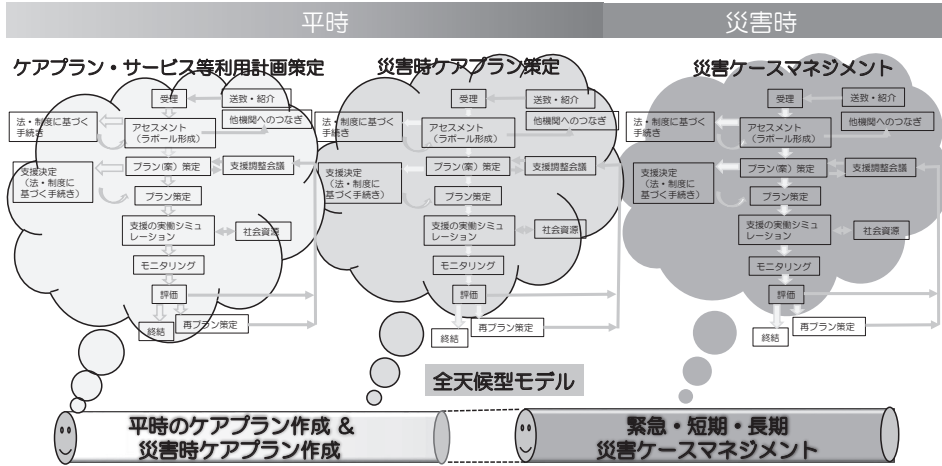 平時
災害時
ケアプラン・サービス等利用計画策定
受理
送致・紹介
法・制度に基づく
手続き
アセスメント
（ラポール形成）
他機関へのつなぎ
支援決定
（法・制度に
基づく手続き）
プラン(案）策定
支援調整会議
プラン策定
支援の実働シミュ
レーション
社会資源
モニタリング
評価
再プラン策定
終結
災害時ケアプラン策定
受理
送致・紹介
法・制度に基づく
手続き
アセスメント
（ラポール形成）
他機関へのつなぎ
支援決定
（法・制度に
基づく手続き）
プラン(案）策定
支援調整会議
プラン策定
支援の実働シミュ
レーション
社会資源
モニタリング
評価
再プラン策定
終結
災害ケースマネジメント
受理
送致・紹介
法・制度に基づく
手続き
アセスメント
（ラポール形成）
他機関へのつなぎ
支援決定
（法・制度に
基づく手続き）
プラン(案）策定
支援調整会議
プラン策定
支援の実働シミュ
レーション
社会資源
モニタリング
評価
再プラン策定
終結
全天候型モデル
平時のケアプラン作成 &
災害時ケアプラン作成
緊急・短期・長期
災害ケースマネジメント